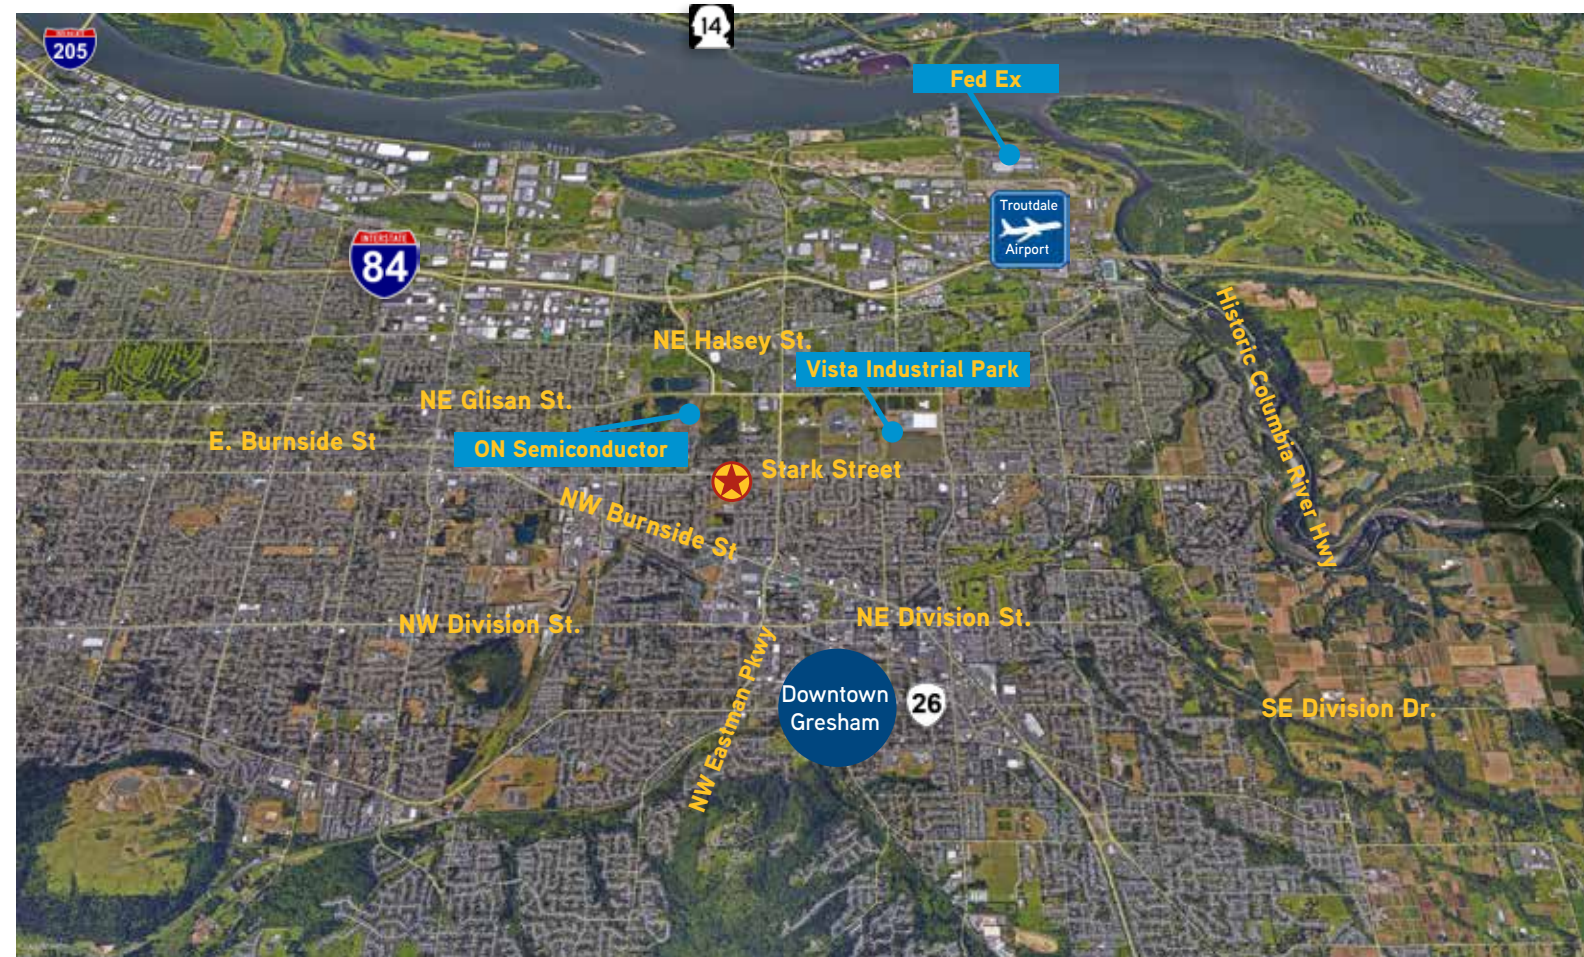 14
INTERSTATE
205
Fed Ex
Troutdale
Airport
INTERSTATE
84
Historic Columbia River Hwy
NE Halsey St.
Vista Industrial Park
NE Glisan St.
E. Burnside St
ON Semiconductor
Stark Street
NW Burnside St
NW Division St.
NE Division St.
NW Eastman Pkwy
Downtown
Gresham
26
SE Division Dr.